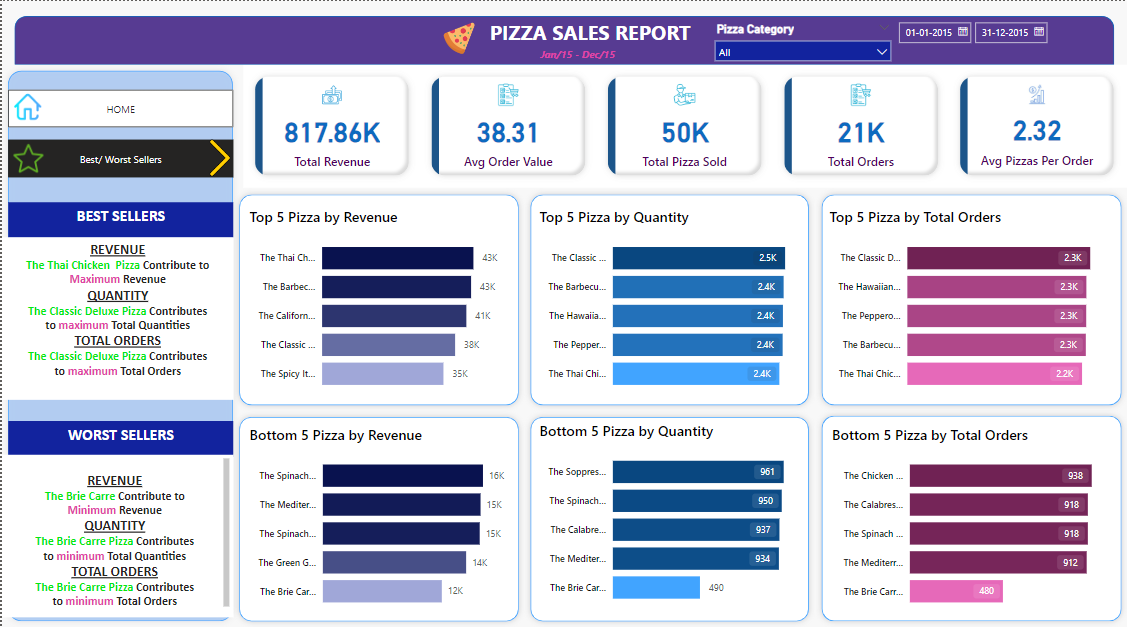 PIZZA SALES REPORT
Jan/15 - Dec/15
Pizza Category
All
01-01-2015
31-12-2015
HOME
Best/ Worst Sellers
BEST SELLERS
REVENUE
The Thai Chicken Pizza Contribute to
Maximum Revenue
QUANTITY
The Classic Deluxe Pizza Contributes
to maximum Total Quantities
TOTAL ORDERS
The Classic Deluxe Pizza Contributes
to maximum Total Orders
WORST SELLERS
REVENUE
The Brie Carre Contribute to
Minimum Revenue
QUANTITY
The Brie Carre Pizza Contributes
to minimum Total Quantities
TOTAL ORDERS
The Brie Carre Pizza Contributes
to minimum Total Orders
817.86K
Total Revenue
38.31
Avg Order Value
50K
Total Pizza Sold
21K
Total Orders
2.32
Avg Pizzas Per Order
Top 5 Pizza by Revenue
The Thai Ch... 43K
The Barbec... 43K
The Californ... 41K
The Classic ... 38K
The Spicy It... 35K
Top 5 Pizza by Quantity
The Classic ... 2.5K
The Barbecu... 2.4K
The Hawaiia... 2.4K
The Pepper... 2.4K
The Thai Chi... 2.4K
Top 5 Pizza by Total Orders
The Classic D... 2.3K
The Hawaiian... 2.3K
The Peppero... 2.3K
The Barbecu... 2.3K
The Thai Chic... 2.2K
Bottom 5 Pizza by Revenue
The Spinach... 16K
The Mediter... 15K
The Spinach... 15K
The Green G... 14K
The Brie Car... 12K
Bottom 5 Pizza by Quantity
The Soppres... 961
The Spinach... 950
The Calabre... 937
The Mediter... 934
The Brie Car... 490
Bottom 5 Pizza by Total Orders
The Chicken ... 938
The Calabres... 918
The Spinach ... 918
The Mediterr... 912
The Brie Carr... 480